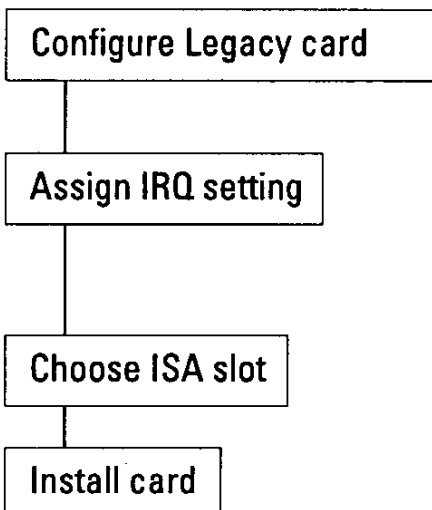 Configure Legacy card
Assign IRQ setting
Choose ISA slot
Install card